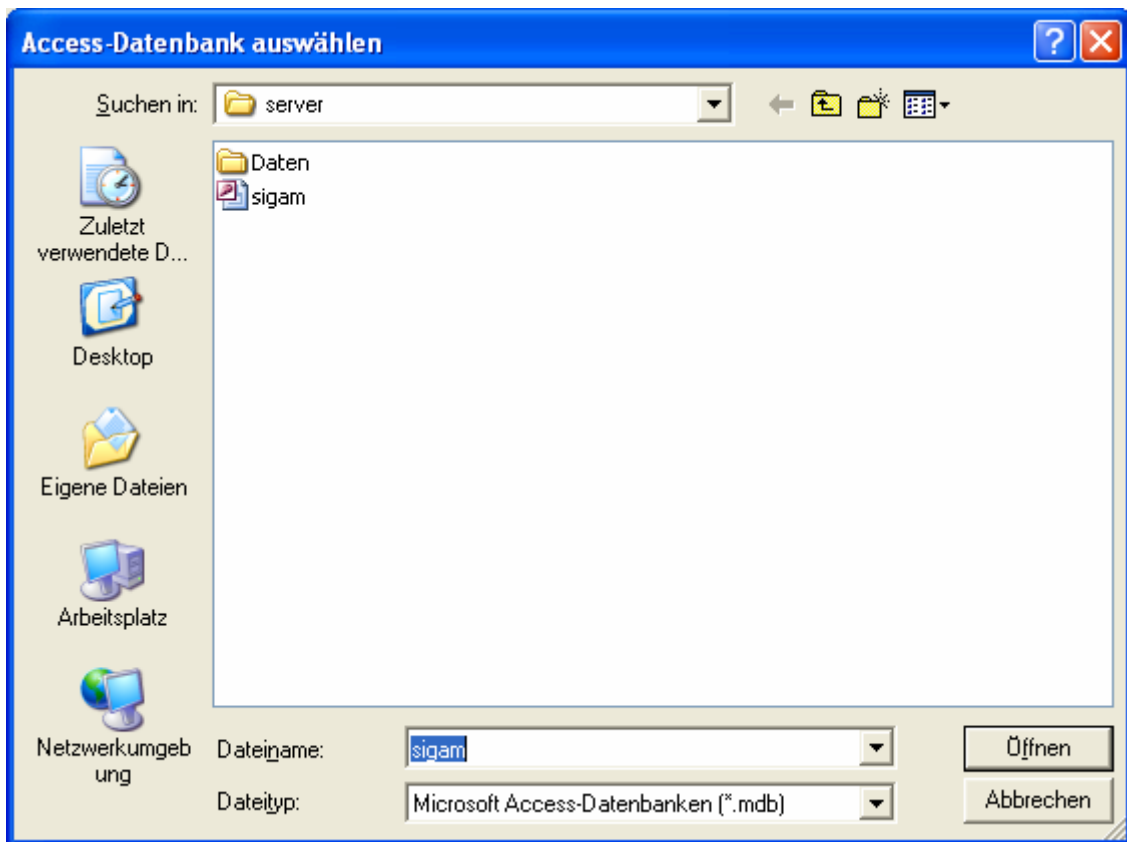 Access-Datenbank auswählen
Suchen in:
server
Daten
sigam
Zuletzt
verwendete D...
Desktop
Eigene Dateien
Arbeitsplatz
Netzwerkumgeb
ung
Dateiname:
sigam
Öffnen
Dateityp:
Microsoft Access-Datenbanken (*.mdb)
Abbrechen